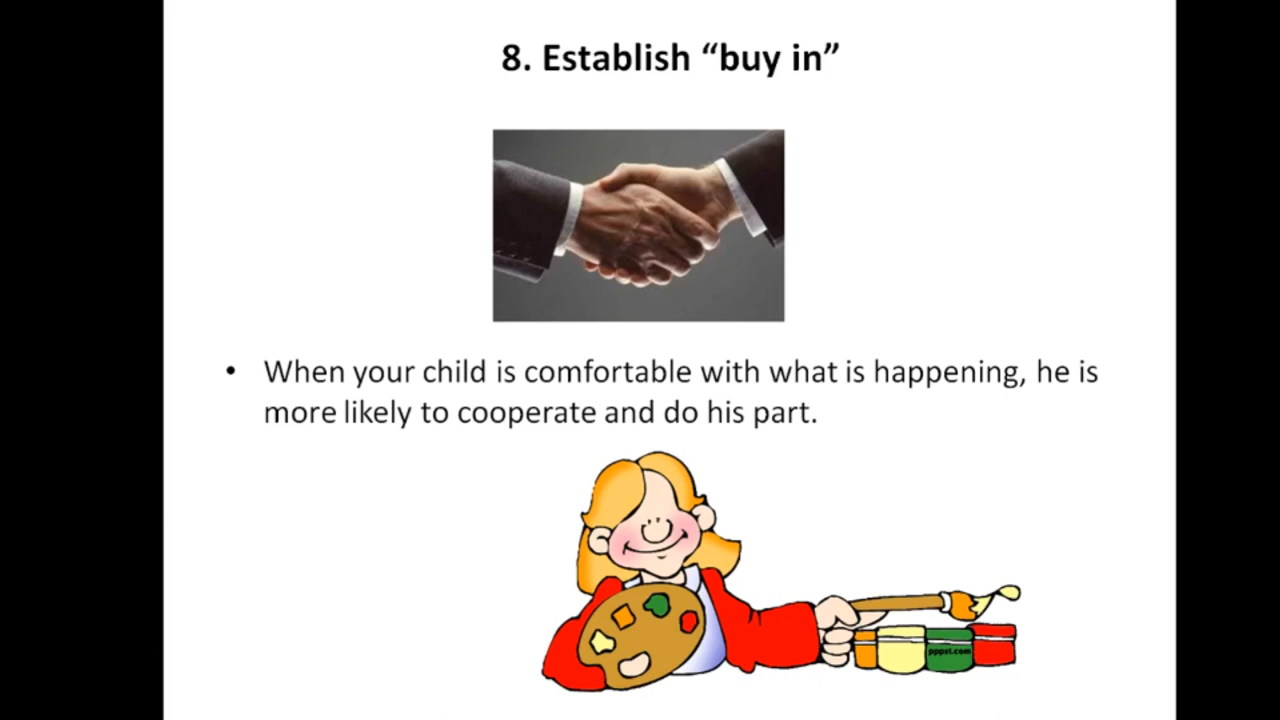 8. Establish “buy in”
• When your child is comfortable with what is happening, he is
more likely to cooperate and do his part.
pppst.com